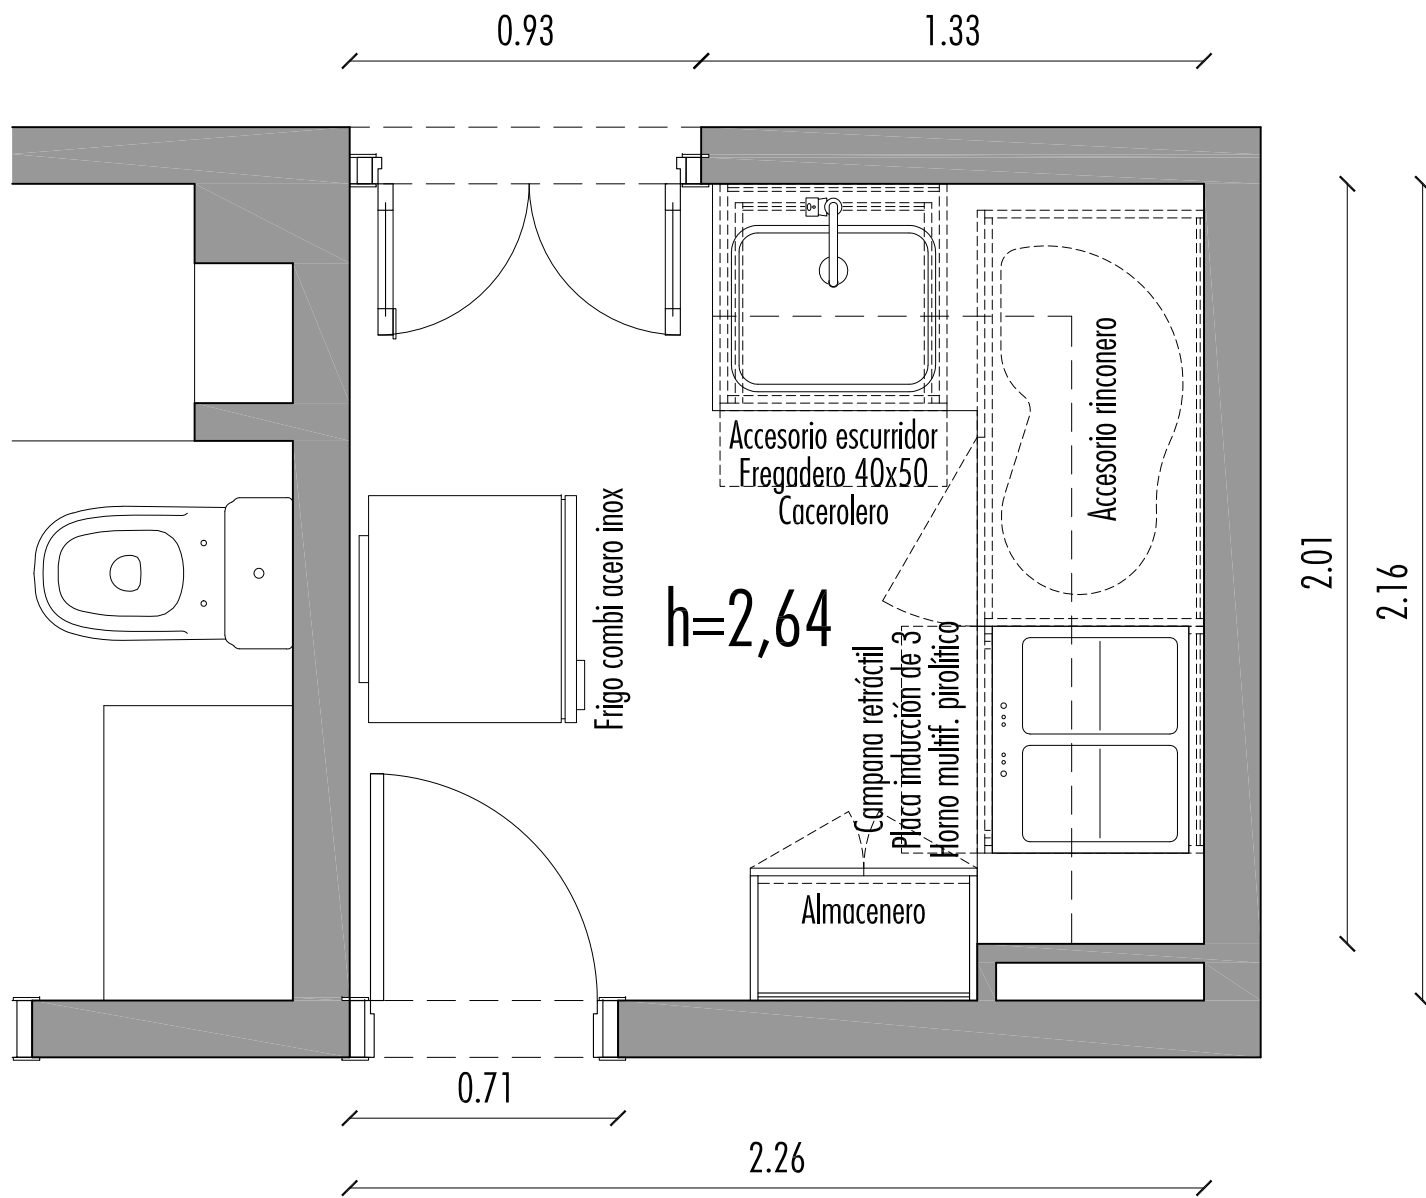 0.93
1.33
Accesorio rinconero
Accesorio escurridor
Fregadero 40x50
Cacerolero
Frigo combi acero inox
h=2,64
2.01
2.16
Campana retráctil
Placa inducción de 3
Horno multif. pirolítico
Almacenero
0.71
2.26